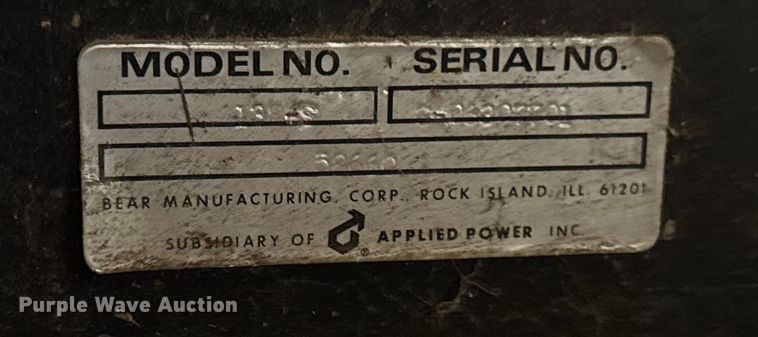 MODEL NO. SERIAL NO.
BEAR MANUFACTURING, CORP., ROCK ISLAND, ILL. 61201
SUBSIDIARY OF ® APPLIED POWER INC
Purple Wave Auction